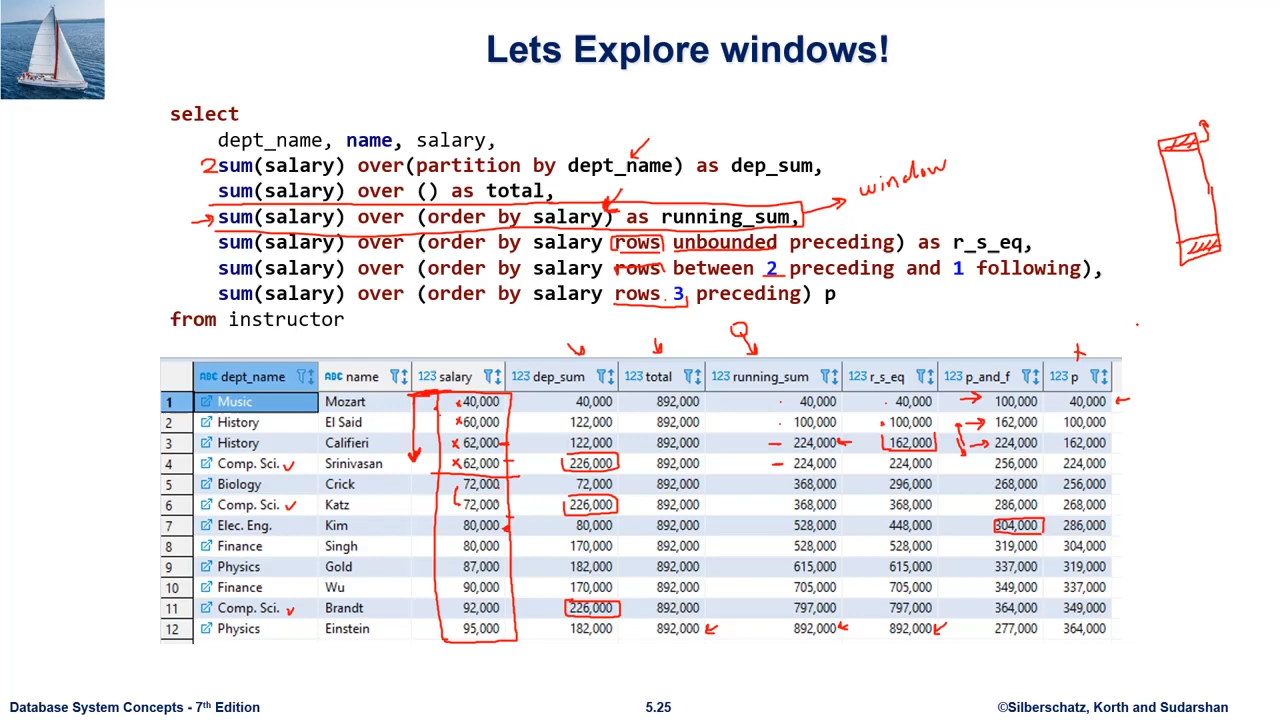 Lets Explore windows!
select
dept_name, name, salary,
2 sum(salary) over(partition by dept_name) as dep_sum,
sum(salary) over () as total,
sum(salary) over (order by salary) as running_sum,
window
sum(salary) over (order by salary rows unbounded preceding) as r_s_eq,
sum(salary) over (order by salary rows between 2 preceding and 1 following),
sum(salary) over (order by salary rows 3 preceding) p
from instructor
Q
ABC dept_name ABC name 123 salary 123 dep_sum 123 total 123 running_sum 123 r_s_eq 123 p_and_f 123 p
1 Music Mozart 40,000 40,000 892,000 40,000 40,000 100,000 40,000
2 History El Said 60,000 122,000 892,000 100,000 100,000 162,000 100,000
3 History Califieri 62,000 122,000 892,000 224,000 162,000 224,000 162,000
4 Comp. Sci. Srinivasan 62,000 226,000 892,000 224,000 224,000 256,000 224,000
5 Biology Crick 72,000 72,000 892,000 368,000 296,000 268,000 256,000
6 Comp. Sci. Katz 72,000 226,000 892,000 368,000 368,000 286,000 268,000
7 Elec. Eng. Kim 80,000 80,000 892,000 528,000 448,000 304,000 286,000
8 Finance Singh 80,000 170,000 892,000 528,000 528,000 319,000 304,000
9 Physics Gold 87,000 182,000 892,000 615,000 615,000 337,000 319,000
10 Finance Wu 90,000 170,000 892,000 705,000 705,000 349,000 337,000
11 Comp. Sci. Brandt 92,000 226,000 892,000 797,000 797,000 364,000 349,000
12 Physics Einstein 95,000 182,000 892,000 892,000 892,000 277,000 364,000
Database System Concepts - 7th Edition 5.25 ©Silberschatz, Korth and Sudarshan